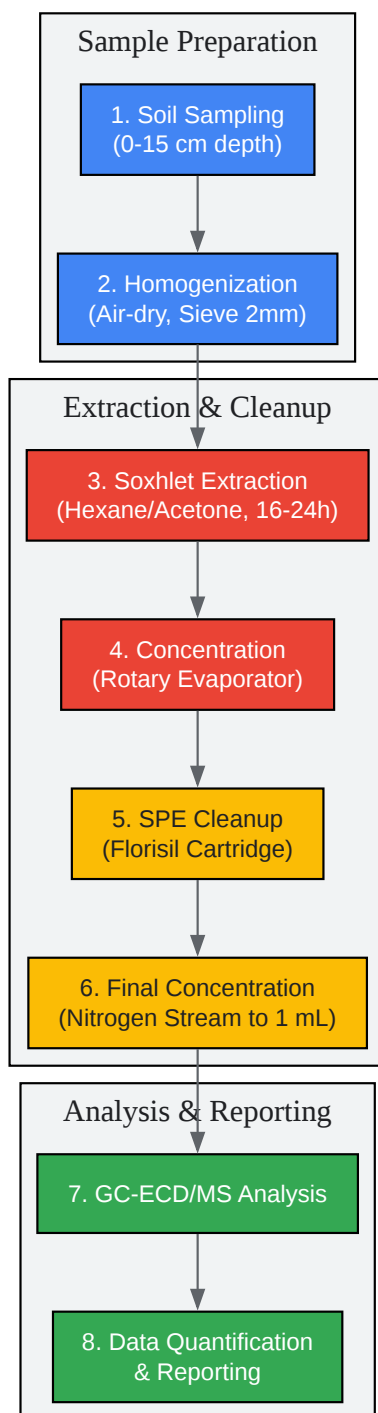 Sample Preparation
1. Soil Sampling
(0-15 cm depth)
2. Homogenization
(Air-dry, Sieve 2mm)
Extraction & Cleanup
3. Soxhlet Extraction
(Hexane/Acetone, 16-24h)
4. Concentration
(Rotary Evaporator)
5. SPE Cleanup
(Florisil Cartridge)
6. Final Concentration
(Nitrogen Stream to 1 mL)
Analysis & Reporting
7. GC-ECD/MS Analysis
8. Data Quantification
& Reporting